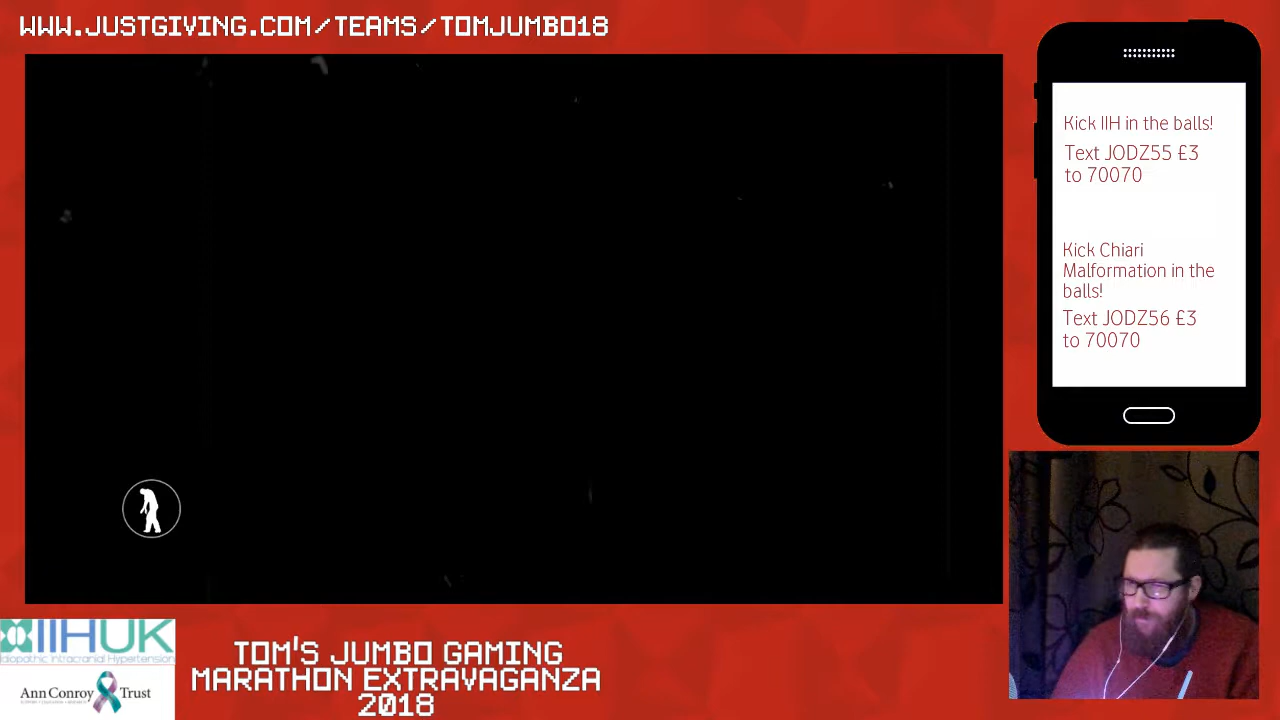 WWW.JUSTGIVING.COM/TEAMS/TOMJUMBO18
Kick IIH in the balls!
Text JODZ55 £3
to 70070
Kick Chiari
Malformation in the
balls!
Text JODZ56 £3
to 70070
IIHUK
Idiopathic Intracranial Hypertension
Ann Conroy Trust
TOM'S JUMBO GAMING
MARATHON EXTRAVAGANZA
2018